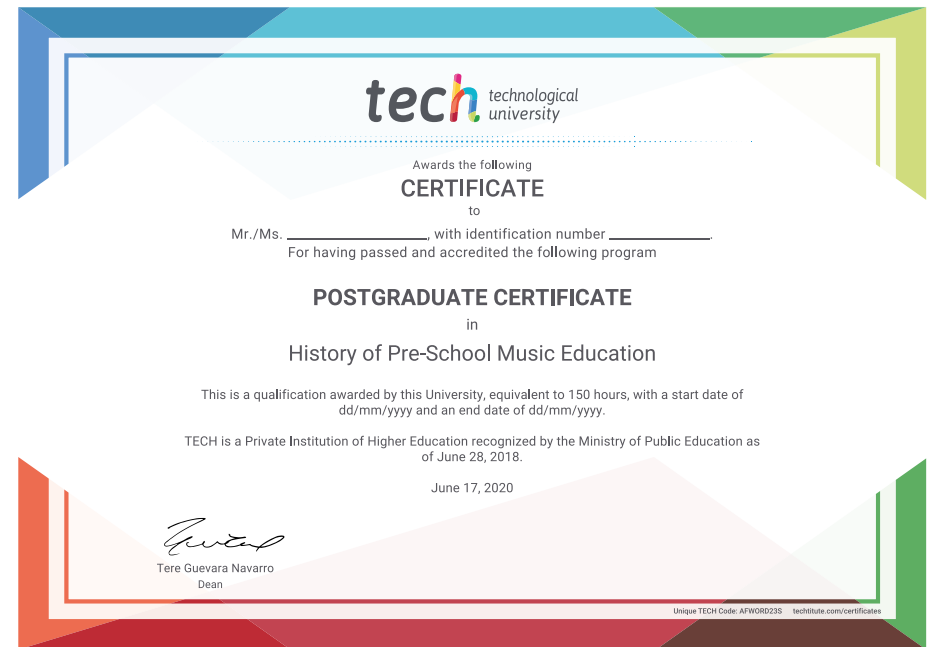 tech technological
university
Awards the following
CERTIFICATE
to
Mr./Ms. ____________________, with identification number ______________.
For having passed and accredited the following program
POSTGRADUATE CERTIFICATE
in
History of Pre-School Music Education
This is a qualification awarded by this University, equivalent to 150 hours, with a start date of
dd/mm/yyyy and an end date of dd/mm/yyyy.
TECH is a Private Institution of Higher Education recognized by the Ministry of Public Education as
of June 28, 2018.
June 17, 2020
Tere Guevara Navarro
Dean
Unique TECH Code: AFWORD23S techtitute.com/certificates